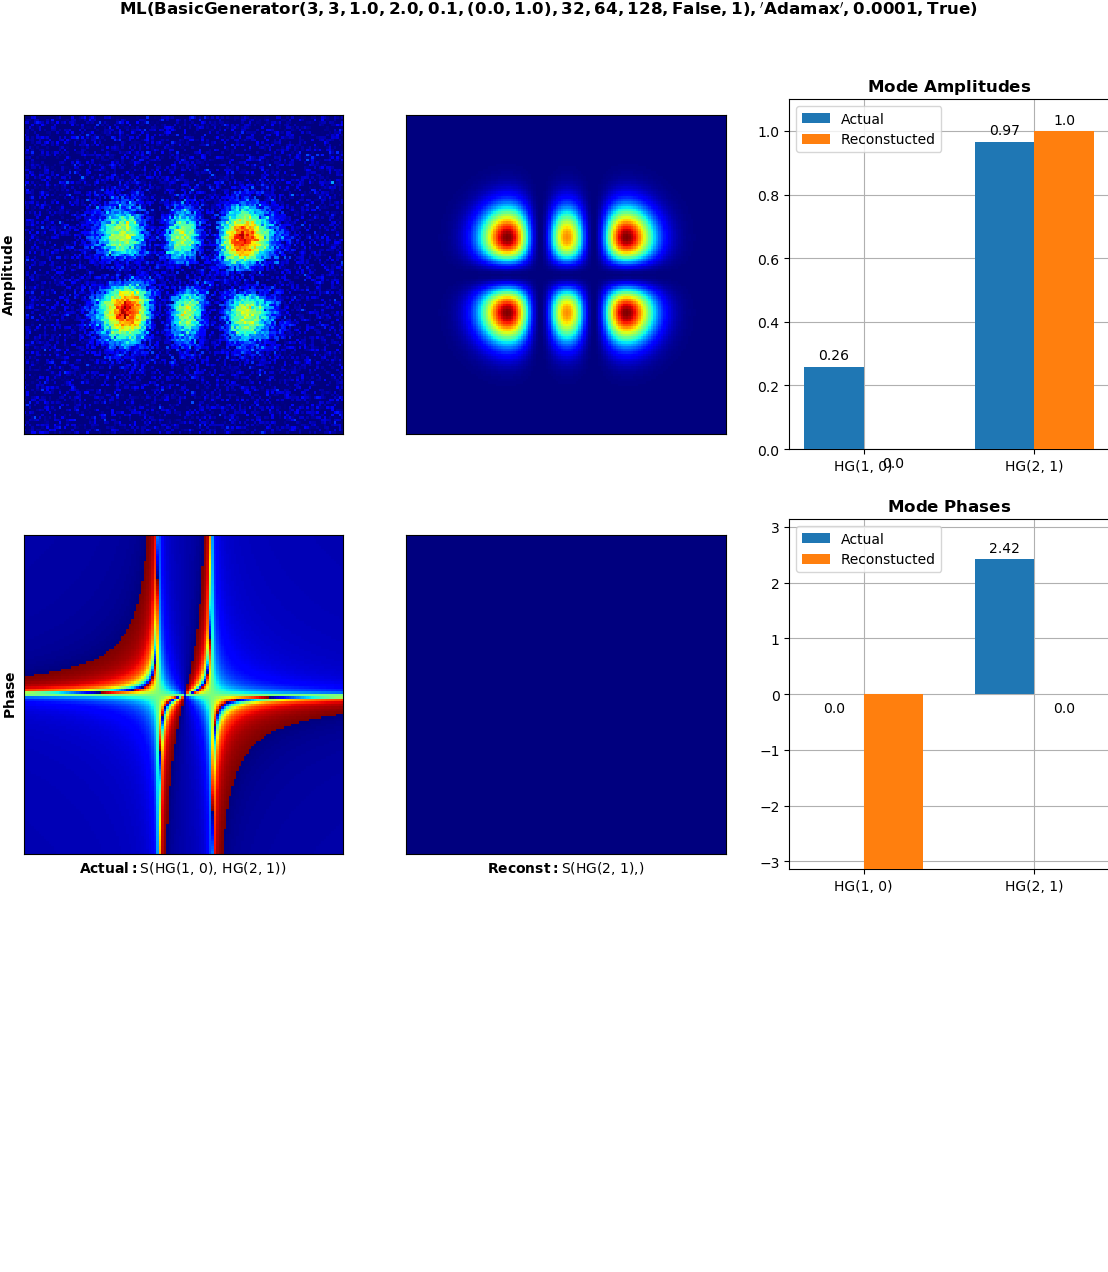 ML(BasicGenerator(3, 3, 1.0, 2.0, 0.1, (0.0, 1.0), 32, 64, 128, False, 1), 'Adamax', 0.0001, True)
Amplitude
Mode Amplitudes
Actual
Reconstucted
1.0
0.8
0.6
0.4
0.2
0.0
0.26
0.0
0.97
1.0
HG(1, 0)
HG(2, 1)
Phase
Actual: S(HG(1, 0), HG(2, 1))
Reconst: S(HG(2, 1),)
Mode Phases
Actual
Reconstucted
3
2
1
0
−1
−2
−3
0.0
2.42
0.0
HG(1, 0)
HG(2, 1)